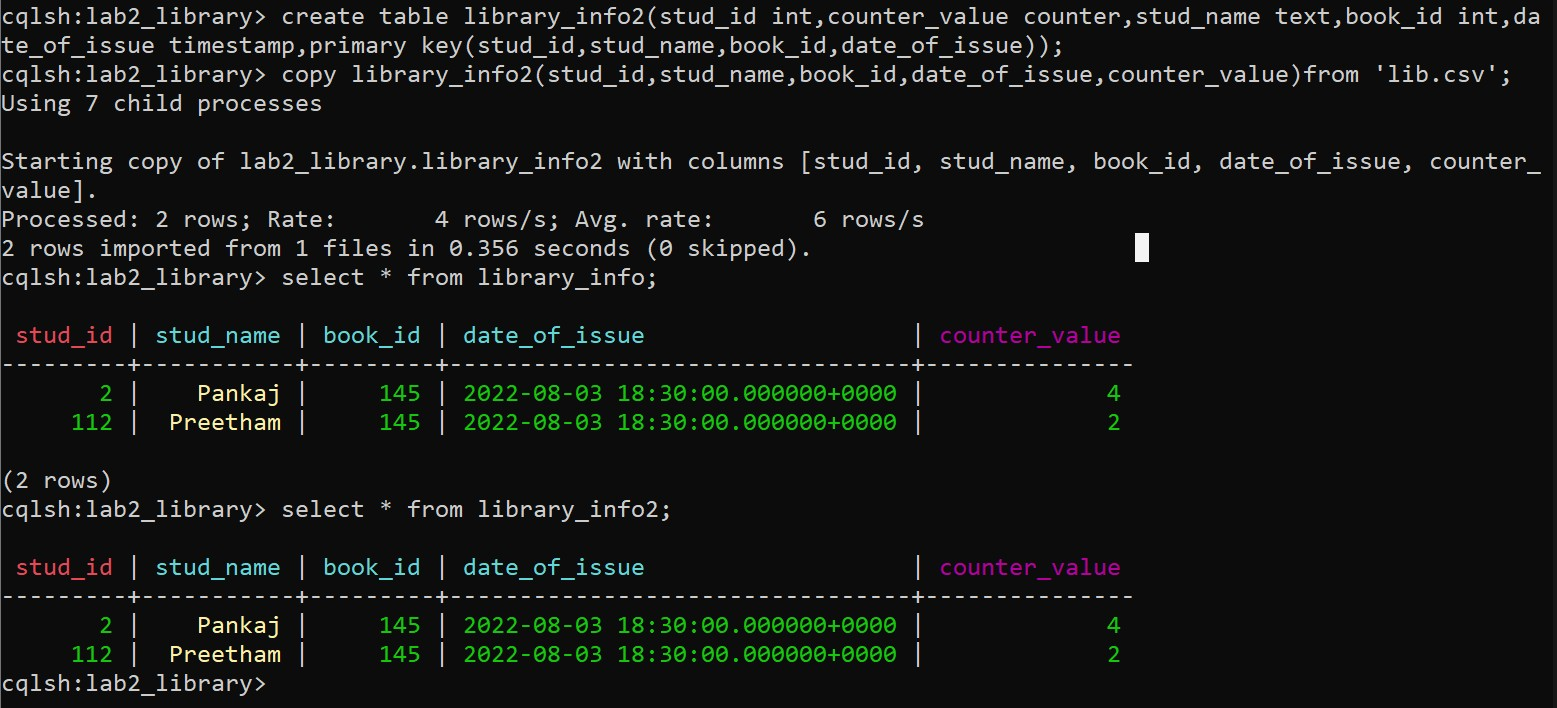 cqlsh:lab2_library> create table library_info2(stud_id int,counter_value counter,stud_name text,book_id int,da
te_of_issue timestamp,primary key(stud_id,stud_name,book_id,date_of_issue));
cqlsh:lab2_library> copy library_info2(stud_id,stud_name,book_id,date_of_issue,counter_value)from 'lib.csv';
Using 7 child processes
Starting copy of lab2_library.library_info2 with columns [stud_id, stud_name, book_id, date_of_issue, counter_
value].
Processed: 2 rows; Rate:       4 rows/s; Avg. rate:       6 rows/s
2 rows imported from 1 files in 0.356 seconds (0 skipped).
cqlsh:lab2_library> select * from library_info;
 stud_id | stud_name | book_id | date_of_issue                   | counter_value
---------+-----------+---------+---------------------------------+---------------
       2 |    Pankaj |     145 | 2022-08-03 18:30:00.000000+0000 |             4
     112 |  Preetham |     145 | 2022-08-03 18:30:00.000000+0000 |             2
(2 rows)
cqlsh:lab2_library> select * from library_info2;
 stud_id | stud_name | book_id | date_of_issue                   | counter_value
---------+-----------+---------+---------------------------------+---------------
       2 |    Pankaj |     145 | 2022-08-03 18:30:00.000000+0000 |             4
     112 |  Preetham |     145 | 2022-08-03 18:30:00.000000+0000 |             2
cqlsh:lab2_library>